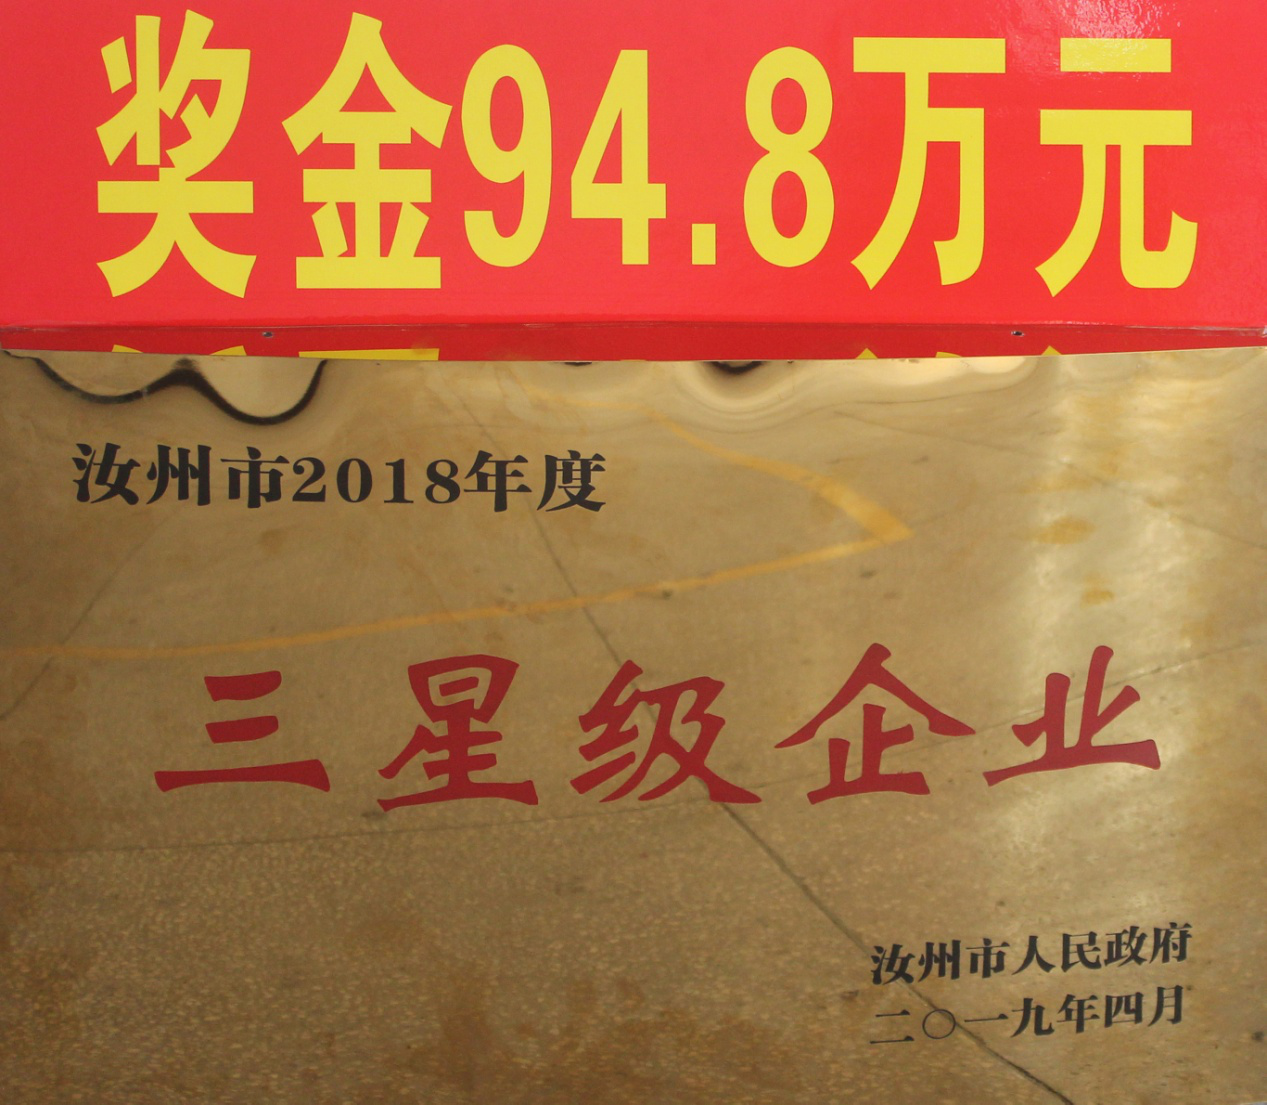 奖金94.8万元
汝州市2018年度
三星级企业
汝州市人民政府
二〇一九年四月